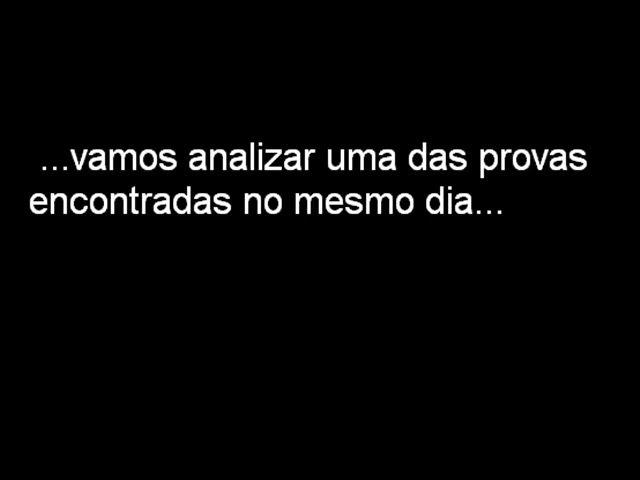 ...vamos analizar uma das provas
encontradas no mesmo dia...